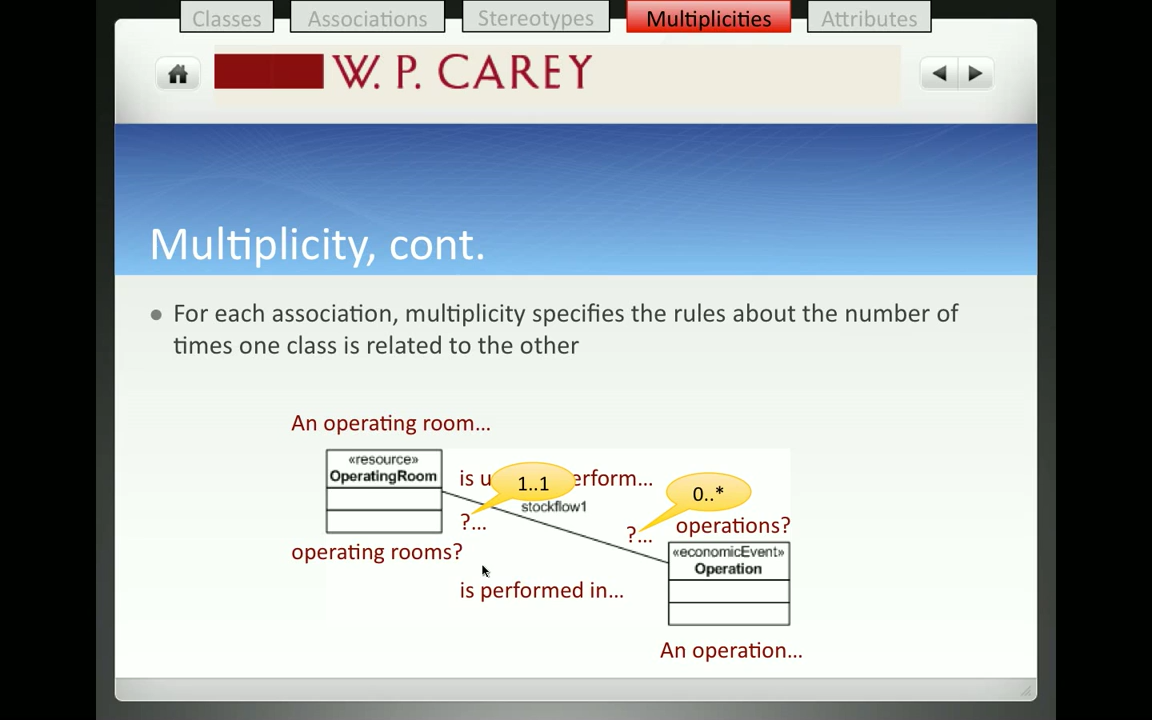 Classes
Associations
Stereotypes
Multiplicities
Attributes
W. P. CAREY
Multiplicity, cont.
For each association, multiplicity specifies the rules about the number of
times one class is related to the other
An operating room...
«resource»
OperatingRoom
is u erform...
1..1
0..*
stockflow1
?...
?...
operations?
operating rooms?
«economicEvent»
Operation
is performed in...
An operation...